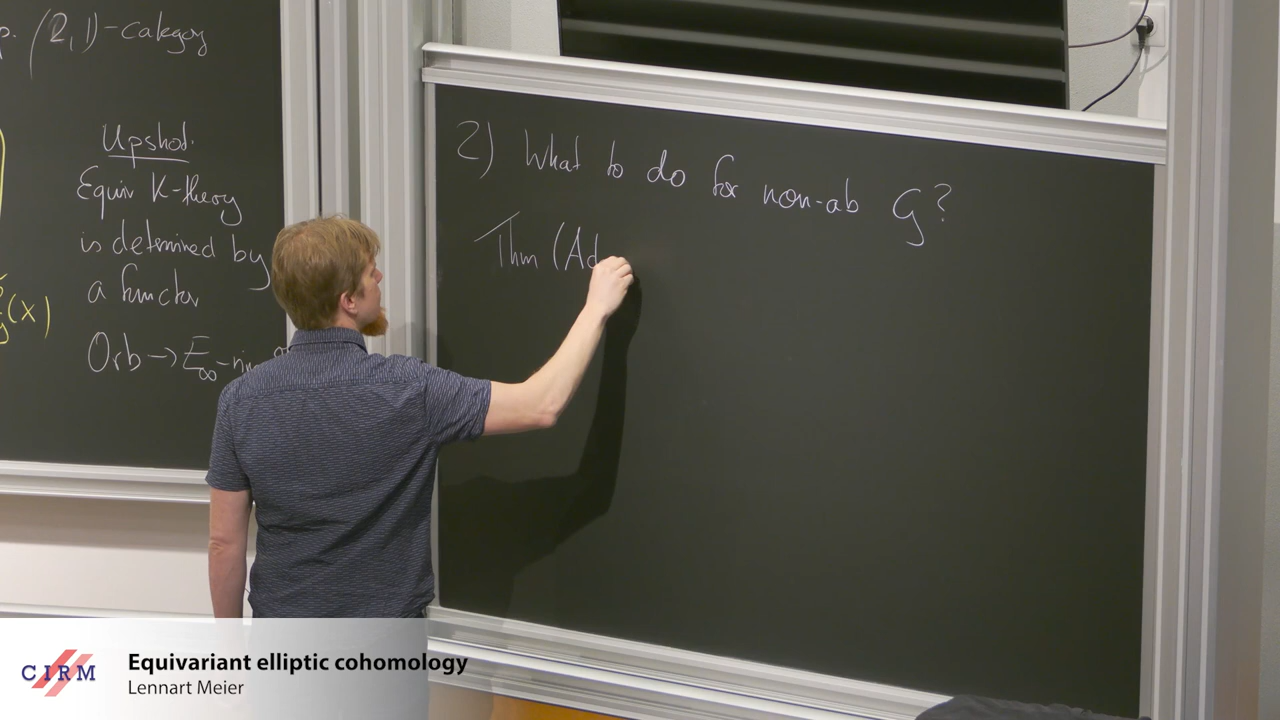 p. (2,1)-category
Upshot:
Equiv K-theory
is determined by
a functor
Orb → E∞-rin
(X)
2) What to do for non-ab G?
Thm (Ad
CIRM
Equivariant elliptic cohomology
Lennart Meier